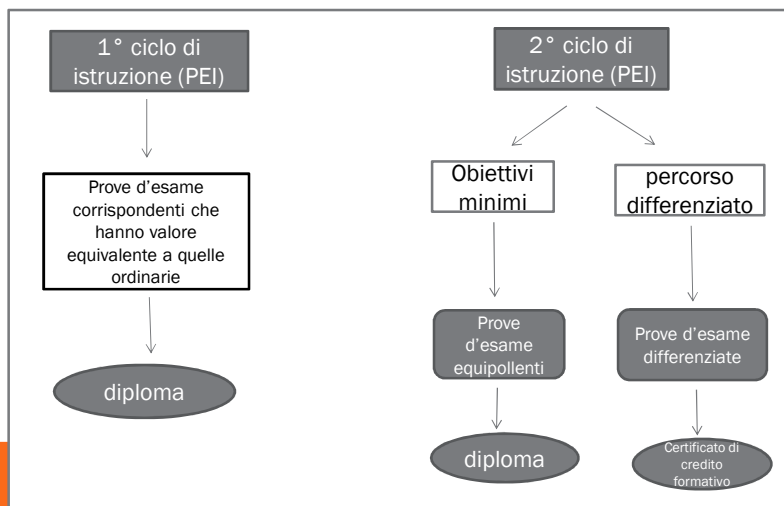 1° ciclo di
istruzione (PEI)
Prove d'esame
corrispondenti che
hanno valore
equivalente a quelle
ordinarie
diploma
2° ciclo di
istruzione (PEI)
Obiettivi
minimi
percorso
differenziato
Prove
d'esame
equipollenti
Prove d'esame
differenziate
diploma
Certificato di
credito
formativo